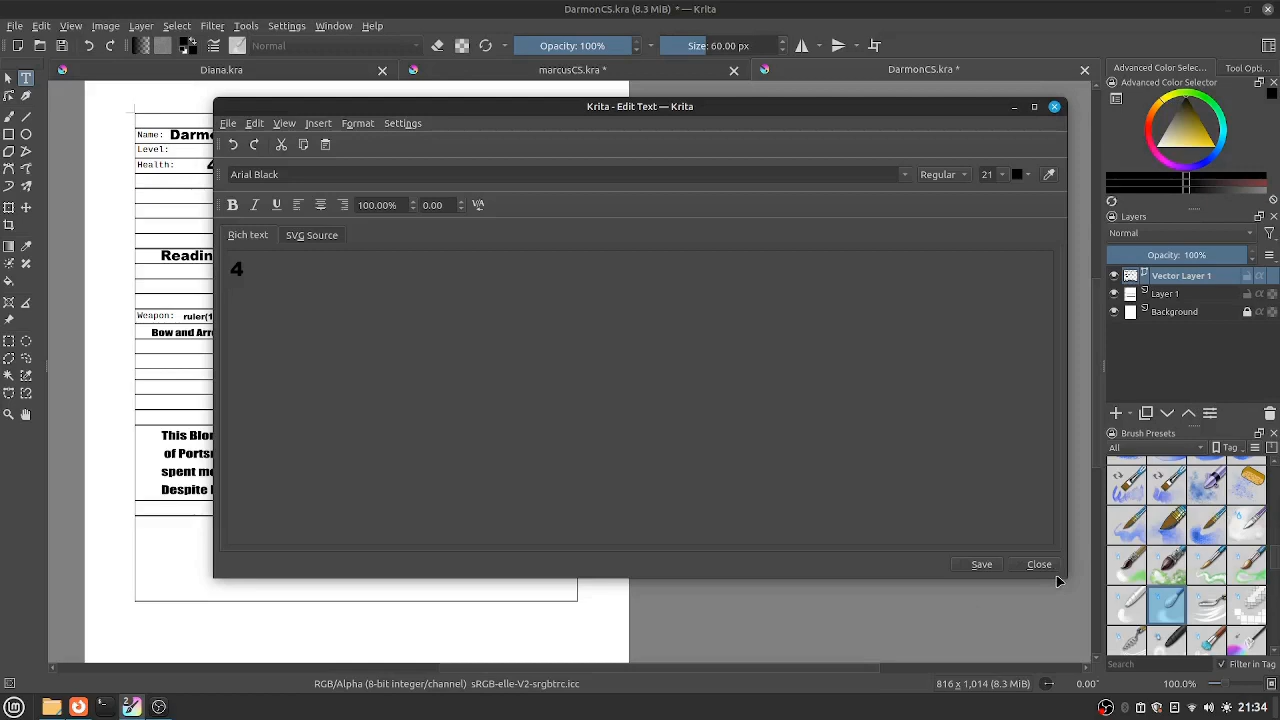 DarmonCS.kra (8.3 MiB) * — Krita
File Edit View Image Layer Select Filter Tools Settings Window Help
Normal Opacity: 100% Size: 60.00 px
Diana.kra marcusCS.kra * DarmonCS.kra *
Advanced Color Selec... Tool Opti...
Advanced Color Selector
Krita - Edit Text — Krita
File Edit View Insert Format Settings
Arial Black Regular 21
100.00% 0.00
Rich text SVG Source
4
Save Close
Name: Darmo
Level:
Health: 4
Readin
Weapon: ruler(1
Bow and Arr
This Blon
of Ports
spent mo
Despite
Layers
Normal
Opacity: 100%
Vector Layer 1
Layer 1
Background
Brush Presets
All Tag
Search Filter in Tag
RGB/Alpha (8-bit integer/channel) sRGB-elle-V2-srgbtrc.icc 816 x 1,014 (8.3 MiB) 0.00° 100.0%
21:34